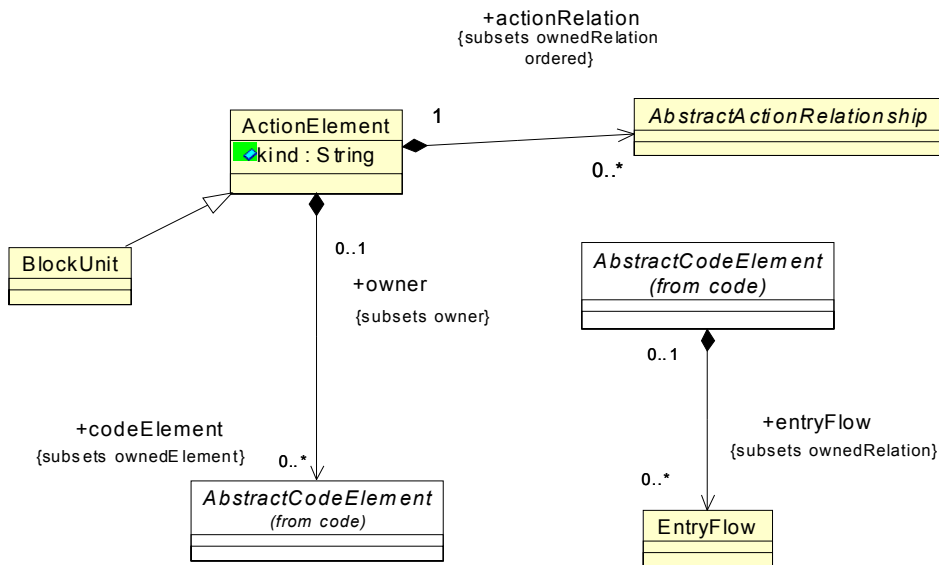 +actionRelation
{subsets ownedRelation
ordered}
ActionElement
kind : String
1
AbstractActionRelationship
0..*
BlockUnit
0..1
+owner
{subsets owner}
AbstractCodeElement
(from code)
0..1
+codeElement
{subsets ownedElement}
0..*
+entryFlow
{subsets ownedRelation}
0..*
AbstractCodeElement
(from code)
EntryFlow